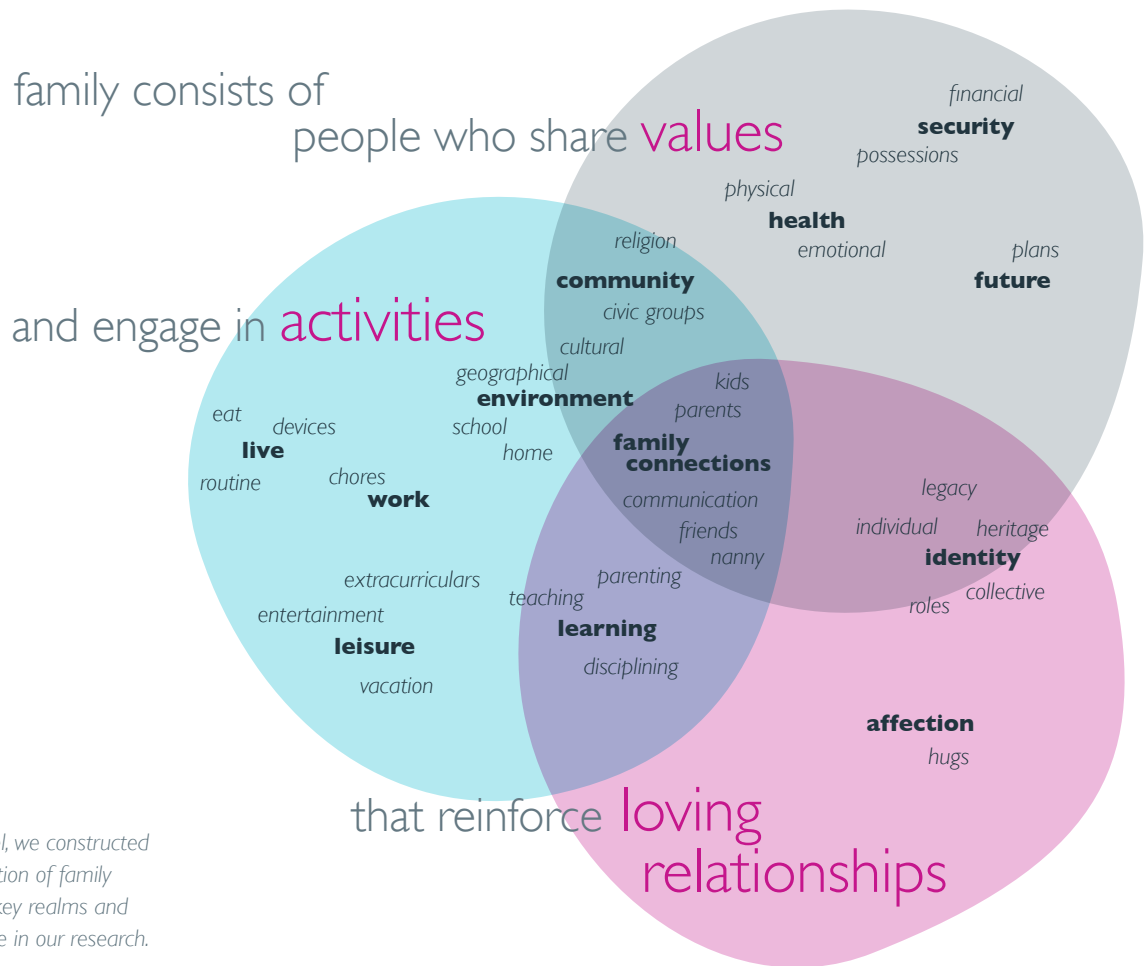 family consists of
people who share values
and engage in activities
that reinforce loving
relationships
financial
security
possessions
physical
health
emotional
plans
future
religion
community
civic groups
cultural
geographical
environment
school
home
kids
parents
family
connections
communication
friends
nanny
eat
devices
live
routine
chores
work
extracurriculars
entertainment
leisure
vacation
parenting
teaching
learning
disciplining
legacy
individual
heritage
identity
collective
roles
affection
hugs
we constructed
of family
key realms and
in our research.